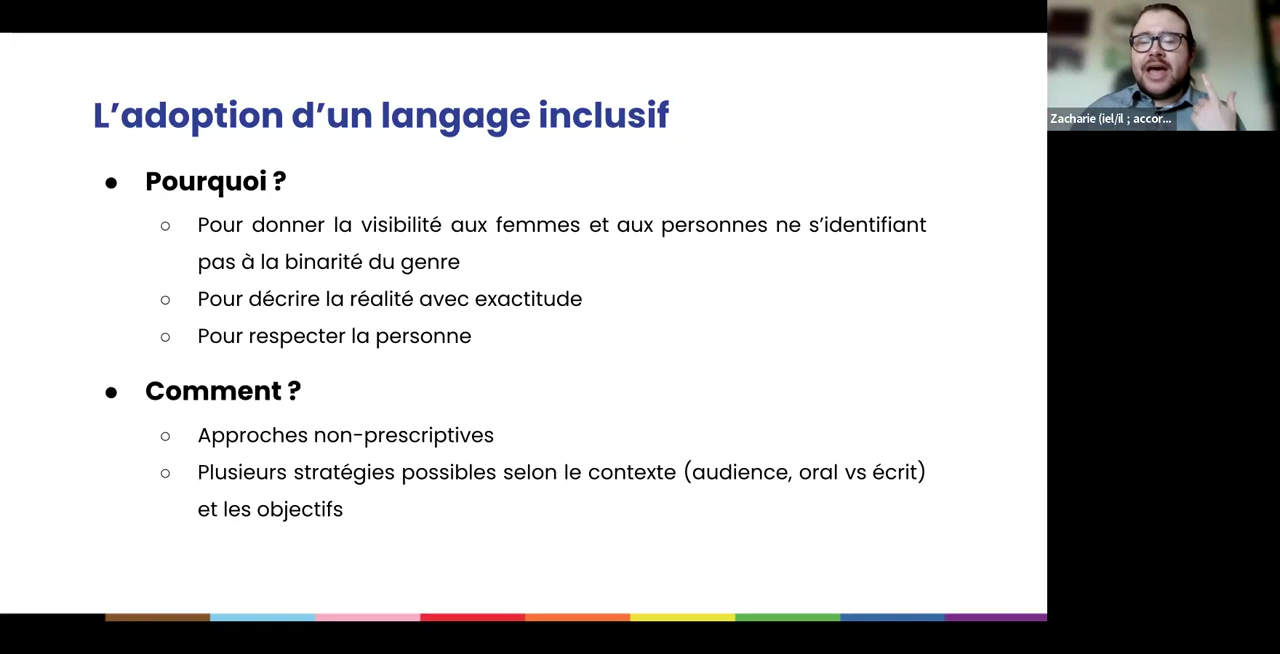 L’adoption d’un langage inclusif
● Pourquoi ?
○ Pour donner la visibilité aux femmes et aux personnes ne s’identifiant
pas à la binarité du genre
○ Pour décrire la réalité avec exactitude
○ Pour respecter la personne
● Comment ?
○ Approches non-prescriptives
○ Plusieurs stratégies possibles selon le contexte (audience, oral vs écrit)
et les objectifs
Zacharie (iel/il ; accor...